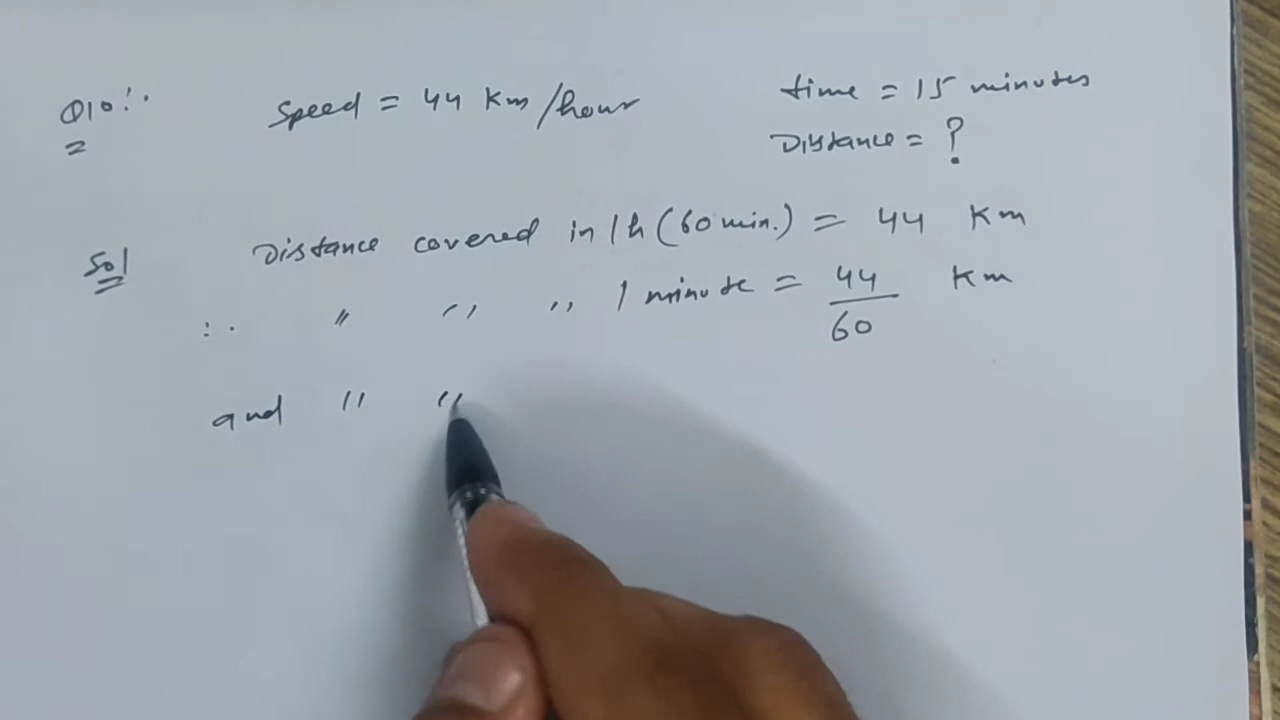 Q10:. Speed = 44 Km/hour time = 15 minutes
Distance = ?
Sol Distance covered in 1h (60 min.) = 44 Km
∴ " " " 1 minute = 44/60 Km
and " "